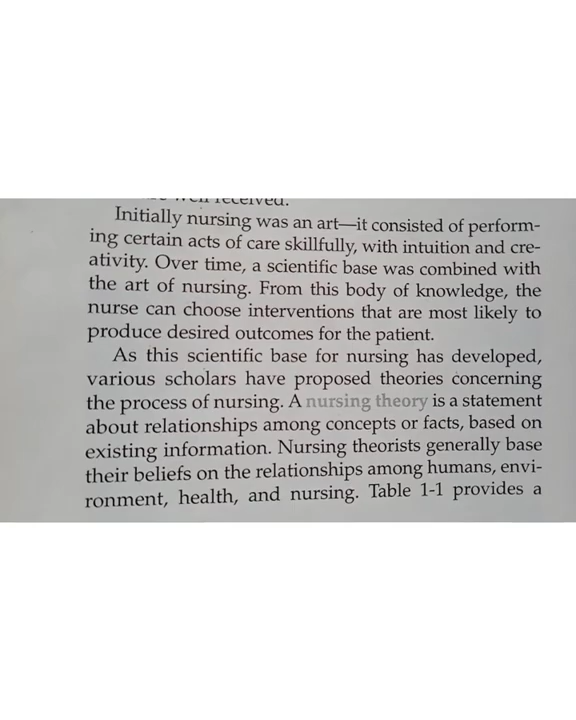 well received.
Initially nursing was an art—it consisted of perform-
ing certain acts of care skillfully, with intuition and cre-
ativity. Over time, a scientific base was combined with
the art of nursing. From this body of knowledge, the
nurse can choose interventions that are most likely to
produce desired outcomes for the patient.
As this scientific base for nursing has developed,
various scholars have proposed theories concerning
the process of nursing. A nursing theory is a statement
about relationships among concepts or facts, based on
existing information. Nursing theorists generally base
their beliefs on the relationships among humans, envi-
ronment, health, and nursing. Table 1-1 provides a